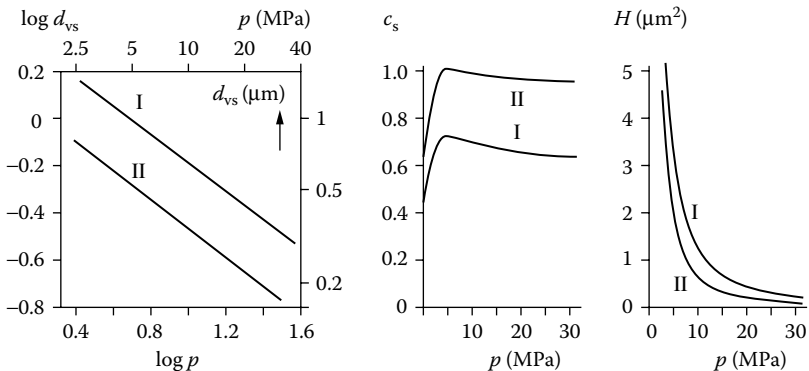 log d_vs p (MPa)
2.5 5 10 20 40
0.2
0
−0.2
−0.4
−0.6
−0.8
I
II
d_vs (μm)
1
0.5
0.2
0.4 0.8 1.2 1.6
log p
c_s
1.0
0.8
0.6
0.4
0.2
0
II
I
0 10 20 30
p (MPa)
H (μm²)
5
4
3
2
1
0
I
II
0 10 20 30
p (MPa)